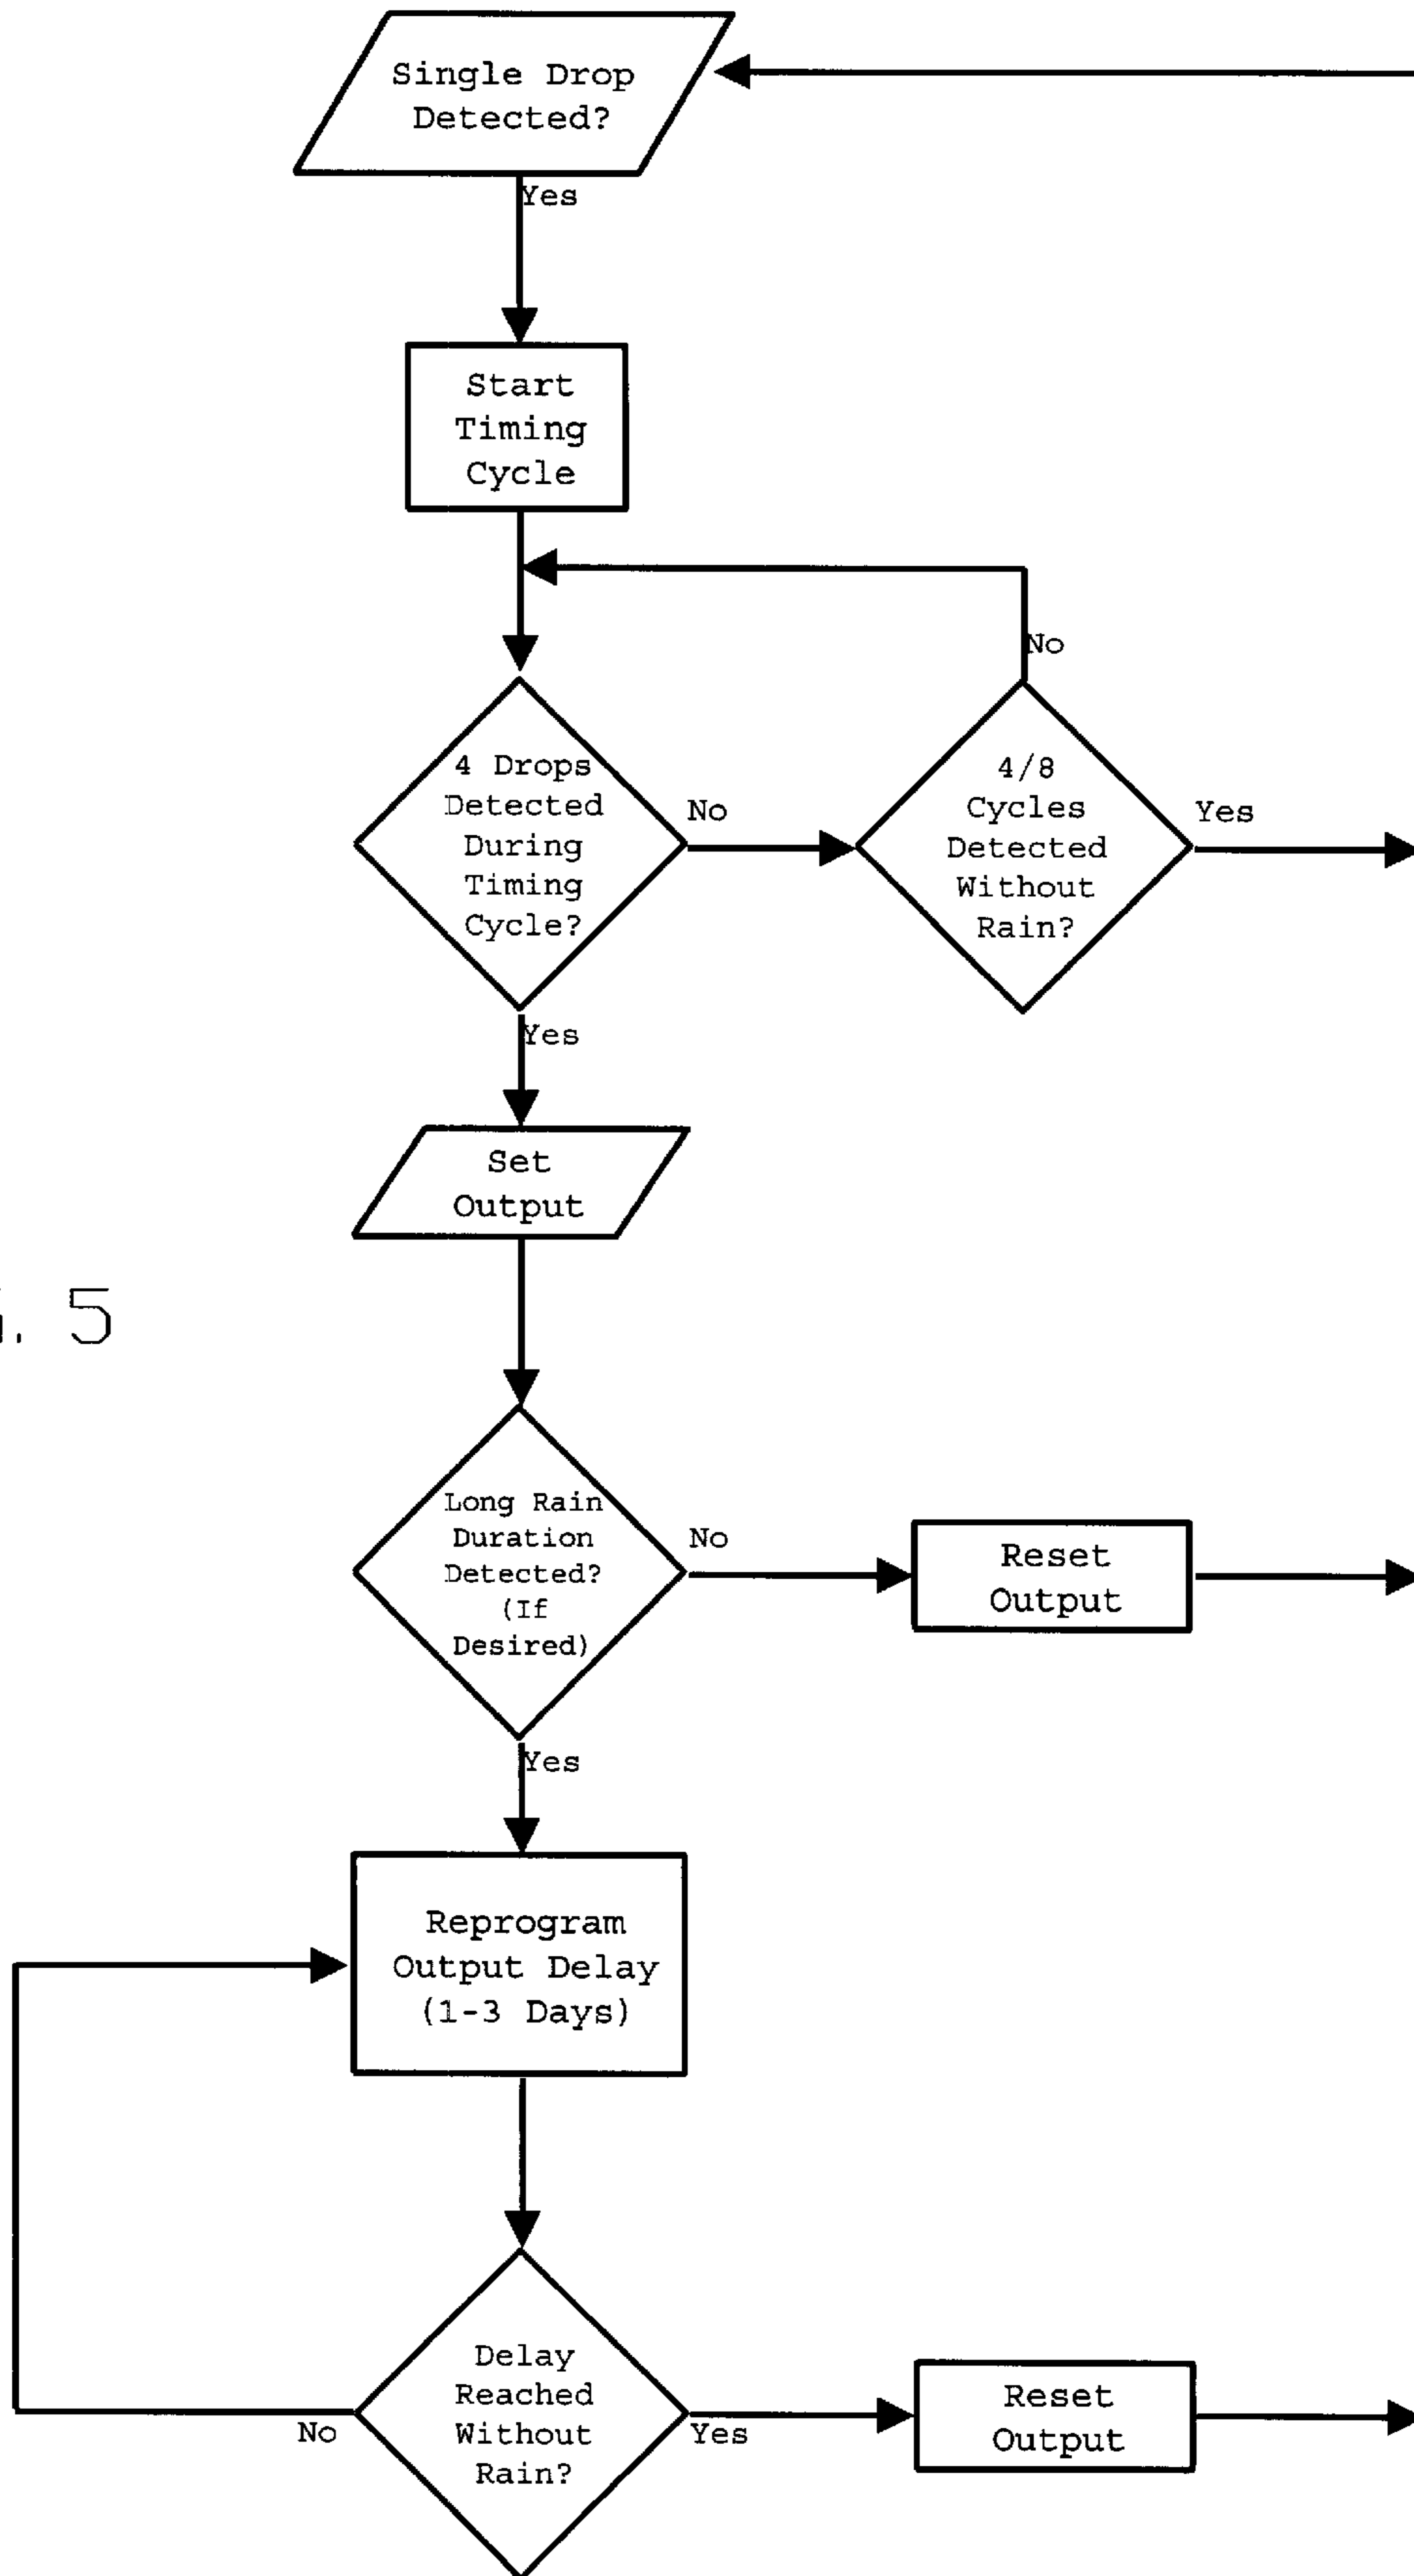 Single Drop
Detected?
Yes
Start
Timing
Cycle
No
4 Drops
Detected
During
Timing
Cycle?
No
4/8
Cycles
Detected
Without
Rain?
Yes
Yes
Set
Output
5
Long Rain
Duration
Detected?
(If
Desired)
No
Reset
Output
Yes
Reprogram
Output Delay
(1-3 Days)
Delay
Reached
Without
Rain?
No
Yes
Reset
Output